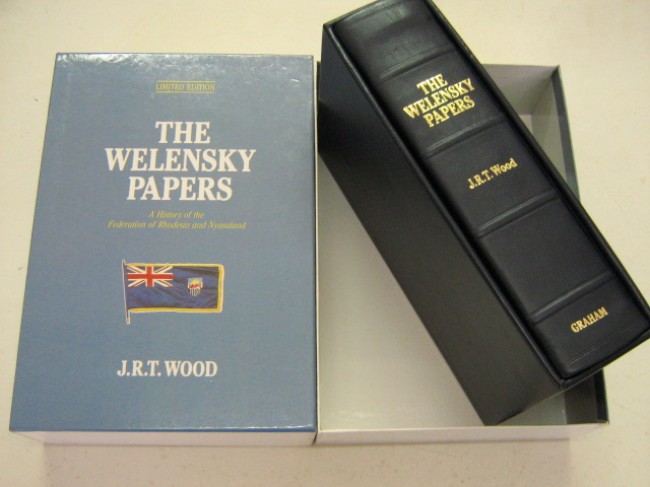 LIMITED EDITION
THE
WELENSKY
PAPERS
A History of the
Federation of Rhodesia and Nyasaland
J.R.T. WOOD
THE
WELENSKY
PAPERS
J.R.T. Wood
GRAHAM